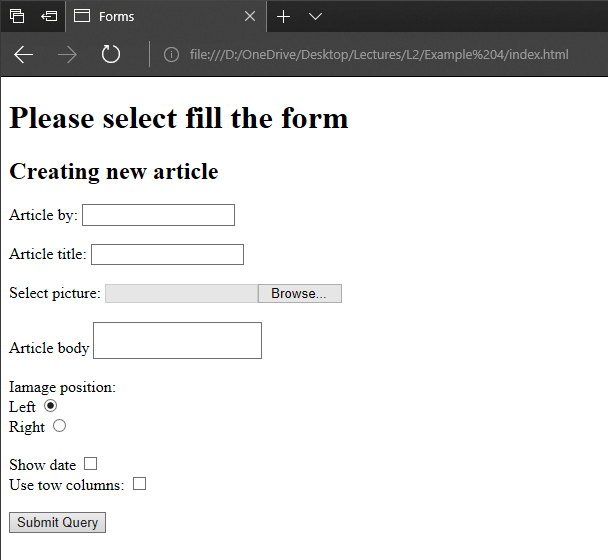 Forms
file:///D:/OneDrive/Desktop/Lectures/L2/Example%204/index.html
Please select fill the form
Creating new article
Article by:
Article title:
Select picture: Browse...
Article body
Iamage position:
Left
Right
Show date
Use tow columns:
Submit Query